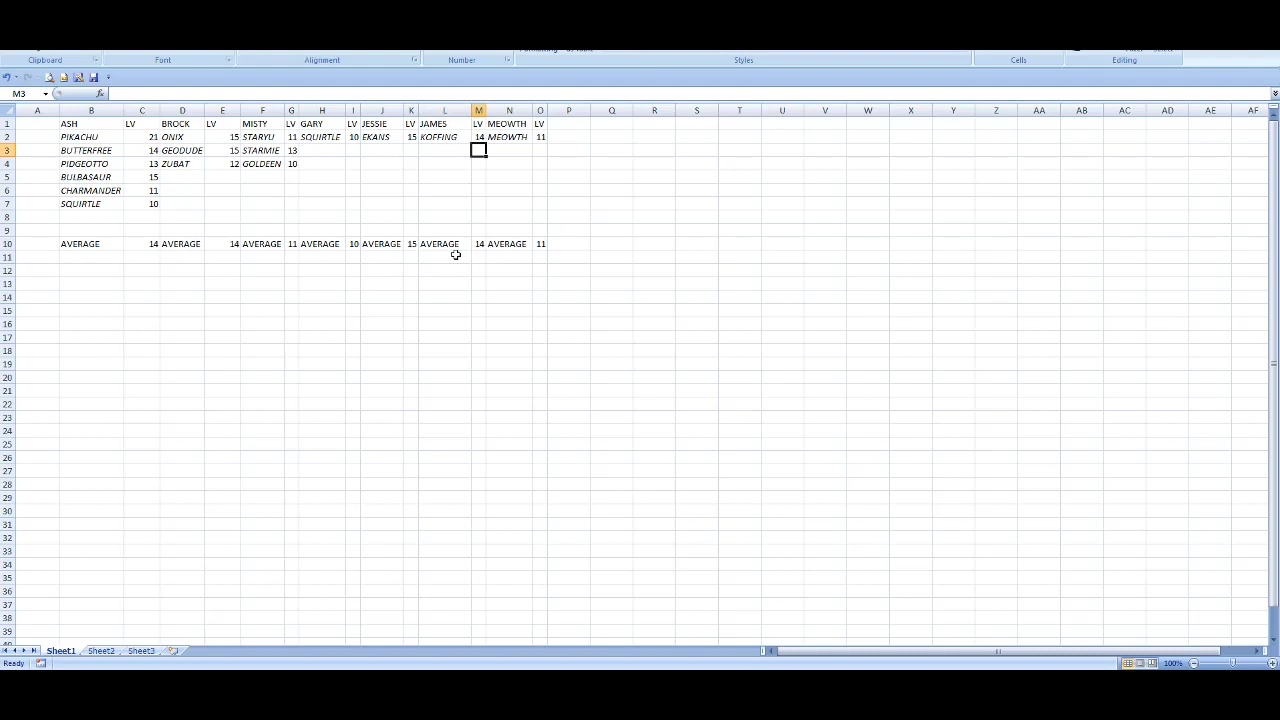 Clipboard Font Alignment Number Styles Cells Editing
M3 fx
A B C D E F G H I J K L M N O P Q R S T U V W X Y Z AA AB AC AD AE AF
1 ASH LV BROCK LV MISTY LV GARY LV JESSIE LV JAMES LV MEOWTH LV
2 PIKACHU 21 ONIX 15 STARYU 11 SQUIRTLE 10 EKANS 15 KOFFING 14 MEOWTH 11
3 BUTTERFREE 14 GEODUDE 15 STARMIE 13
4 PIDGEOTTO 13 ZUBAT 12 GOLDEEN 10
5 BULBASAUR 15
6 CHARMANDER 11
7 SQUIRTLE 10
8
9
10 AVERAGE 14 AVERAGE 14 AVERAGE 11 AVERAGE 10 AVERAGE 15 AVERAGE 14 AVERAGE 11
11
12
13
14
15
16
17
18
19
20
21
22
23
24
25
26
27
28
29
30
31
32
33
34
35
36
37
38
39
Sheet1 Sheet2 Sheet3
Ready 100%